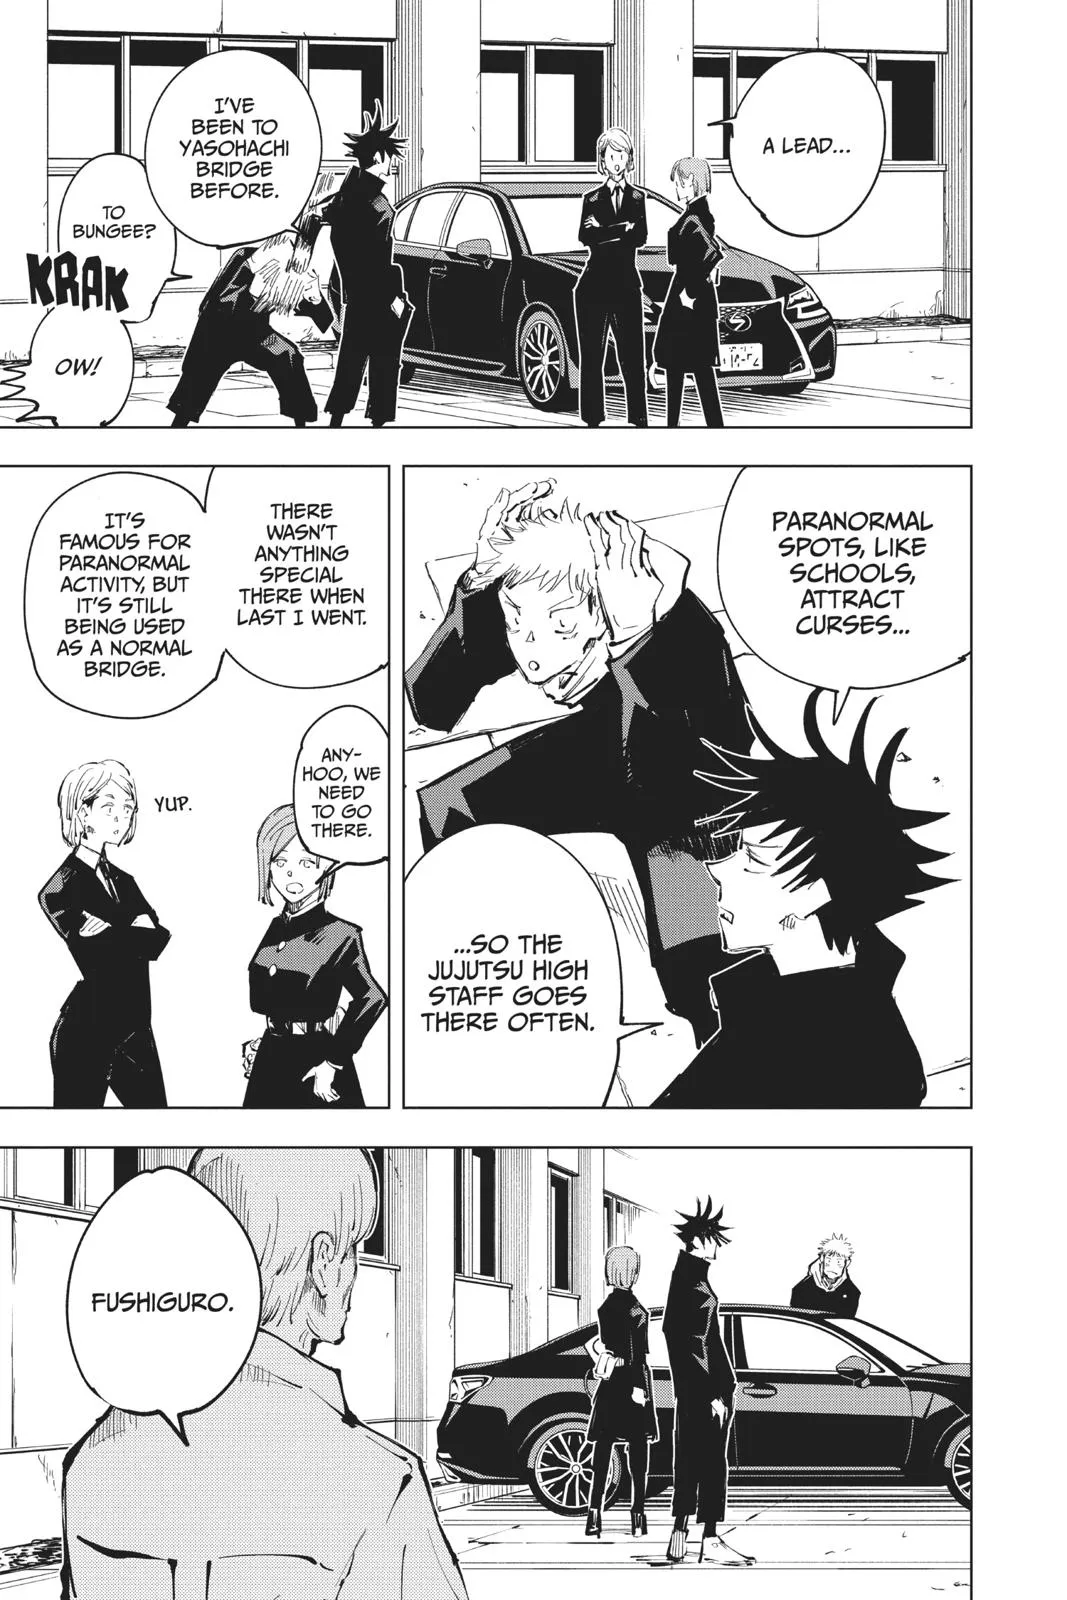 A LEAD...
I'VE
BEEN TO
YASOHACHI
BRIDGE
BEFORE.
TO
BUNGEE?
KRAK
OW!
PARANORMAL
SPOTS, LIKE
SCHOOLS,
ATTRACT
CURSES...
...SO THE
JUJUTSU HIGH
STAFF GOES
THERE OFTEN.
THERE
WASN'T
ANYTHING
SPECIAL
THERE WHEN
LAST I WENT.
IT'S
FAMOUS FOR
PARANORMAL
ACTIVITY, BUT
IT'S STILL
BEING USED
AS A NORMAL
BRIDGE.
ANY-
HOO, WE
NEED
TO GO
THERE.
YUP.
FUSHIGURO.